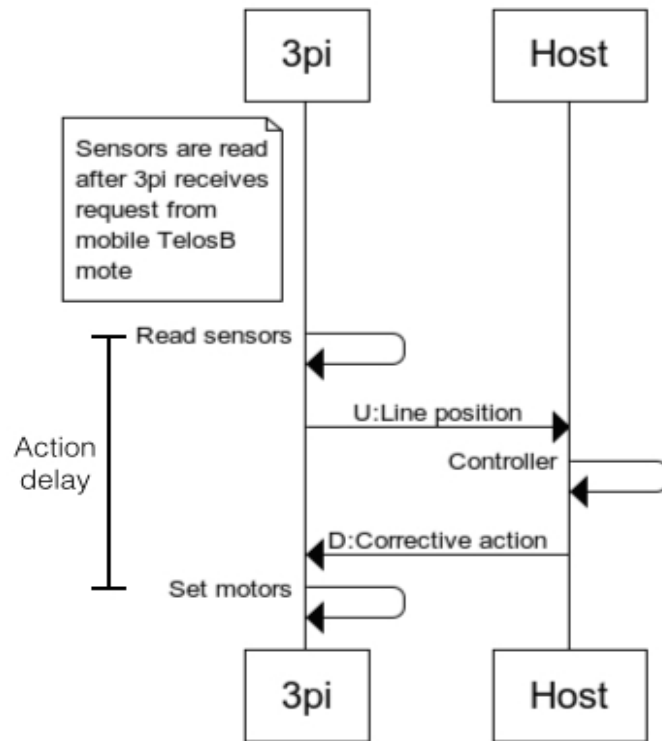 3pi
Host
Sensors are read
after 3pi receives
request from
mobile TelosB
mote
Read sensors
U:Line position
Action
delay
Controller
D:Corrective action
Set motors
3pi
Host